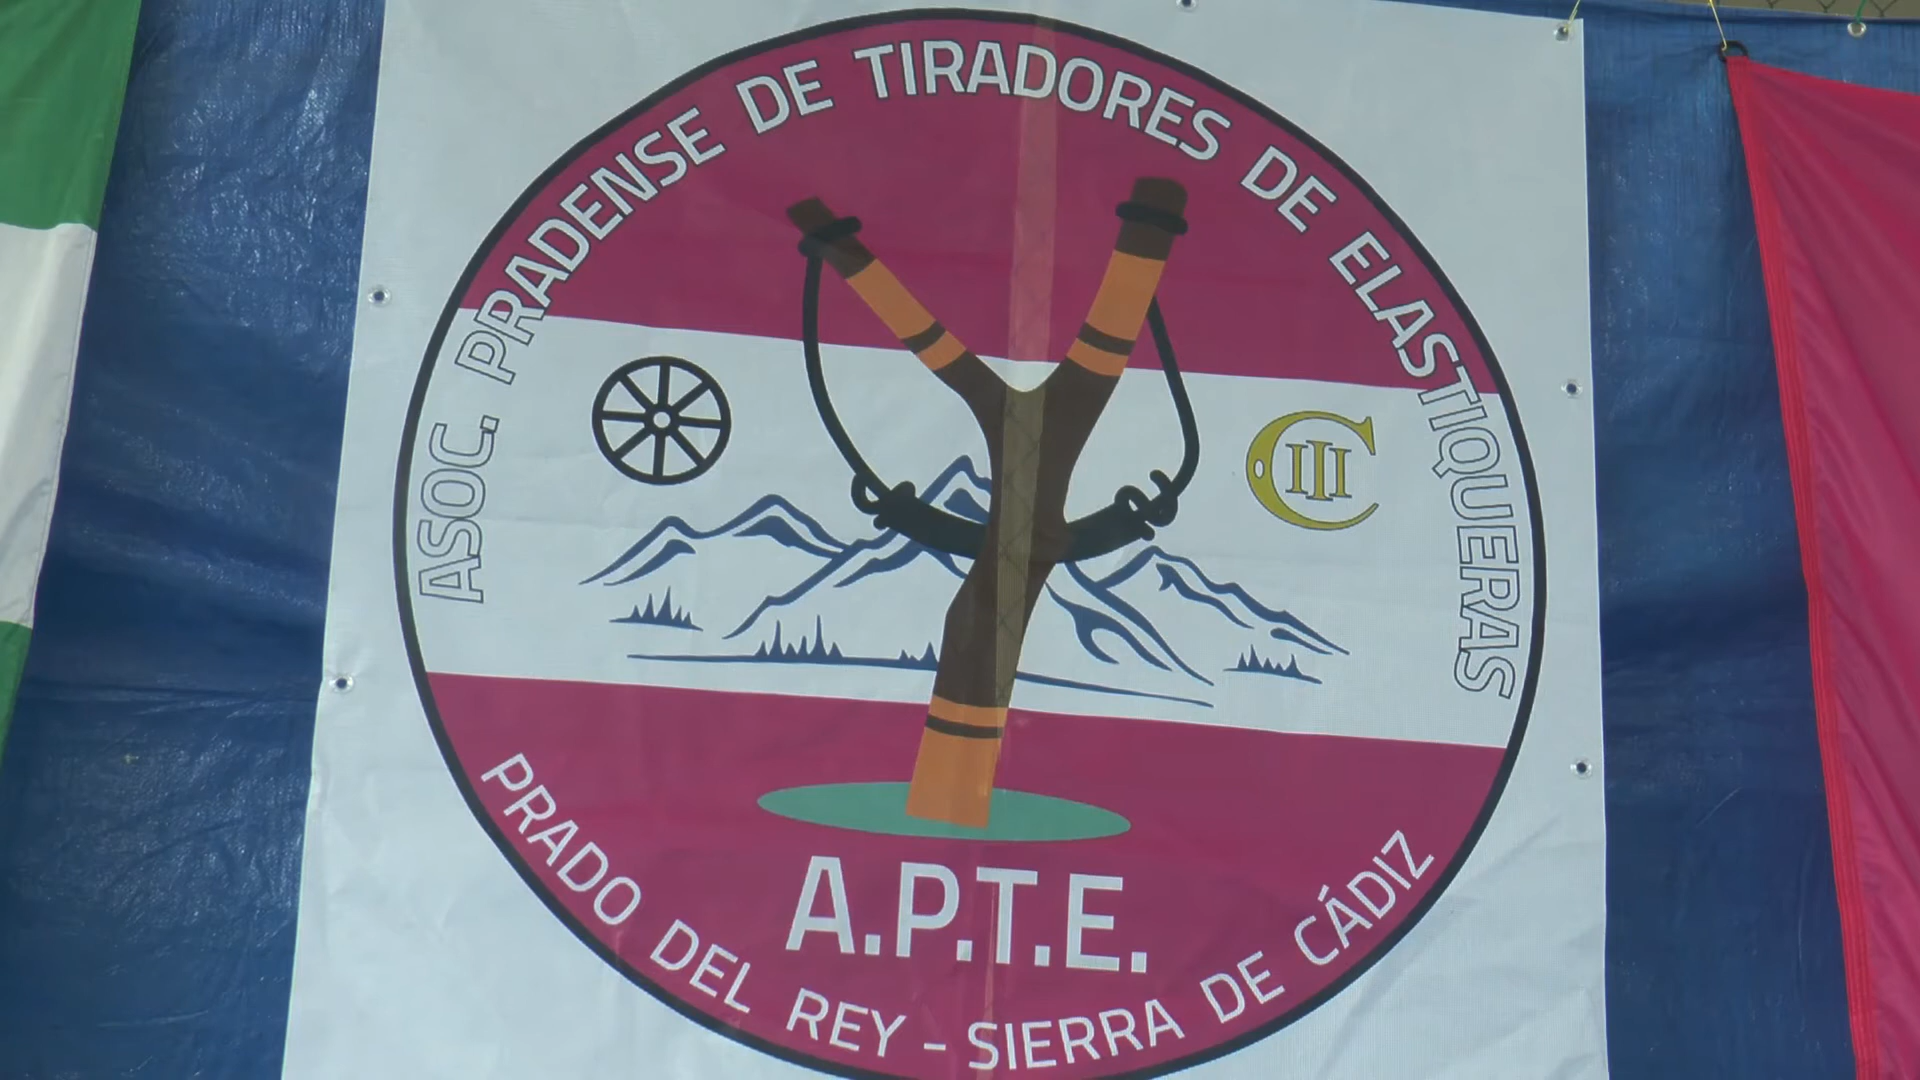 ASOC. PRADENSE DE TIRADORES DE ELASTIQUERAS
CIII
A.P.T.E.
PRADO DEL REY - SIERRA DE CÁDIZ